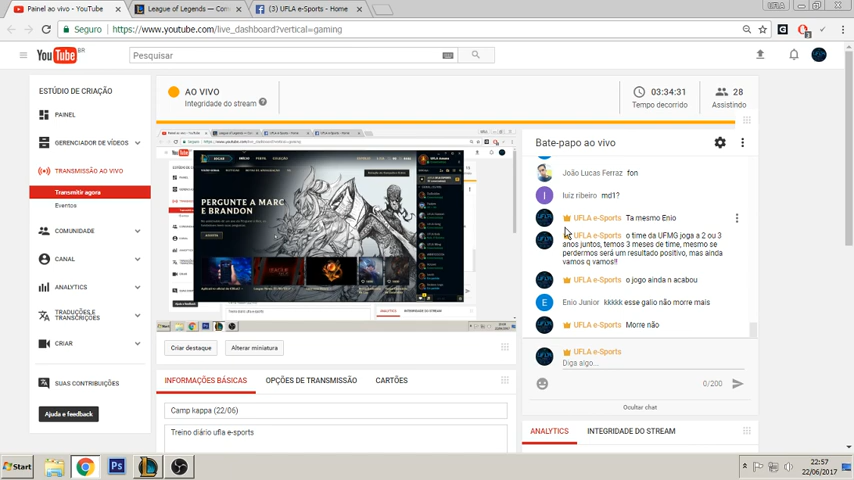 Painel ao vivo - YouTube
League of Legends — Com
(3) UFLA e-Sports - Home
UFLA
Seguro
https://www.youtube.com/live_dashboard?vertical=gaming
YouTube BR
Pesquisar
ESTÚDIO DE CRIAÇÃO
PAINEL
GERENCIADOR DE VÍDEOS
TRANSMISSÃO AO VIVO
Transmitir agora
Eventos
COMUNIDADE
CANAL
ANALYTICS
TRADUÇÕES E
TRANSCRIÇÕES
CRIAR
SUAS CONTRIBUIÇÕES
Ajuda e feedback
AO VIVO
Integridade do stream
03:34:31
Tempo decorrido
28
Assistindo
PERGUNTE A MARC
E BRANDON
Criar destaque
Alterar miniatura
INFORMAÇÕES BÁSICAS
OPÇÕES DE TRANSMISSÃO
CARTÕES
Camp kappa (22/06)
Treino diário ufla e-sports
Bate-papo ao vivo
João Lucas Ferraz fon
luiz ribeiro md1?
UFLA e-Sports Ta mesmo Enio
UFLA e-Sports o time da UFMG joga a 2 ou 3
anos juntos, temos 3 meses de time, mesmo se
perdermos será um resultado positivo, mas ainda
vamos q vamos!!
UFLA e-Sports o jogo ainda n acabou
Enio Junior kkkkk esse galio não morre mais
UFLA e-Sports Morre não
UFLA e-Sports
Diga algo...
0/200
Ocultar chat
ANALYTICS
INTEGRIDADE DO STREAM
Start
22:57
22/06/2017